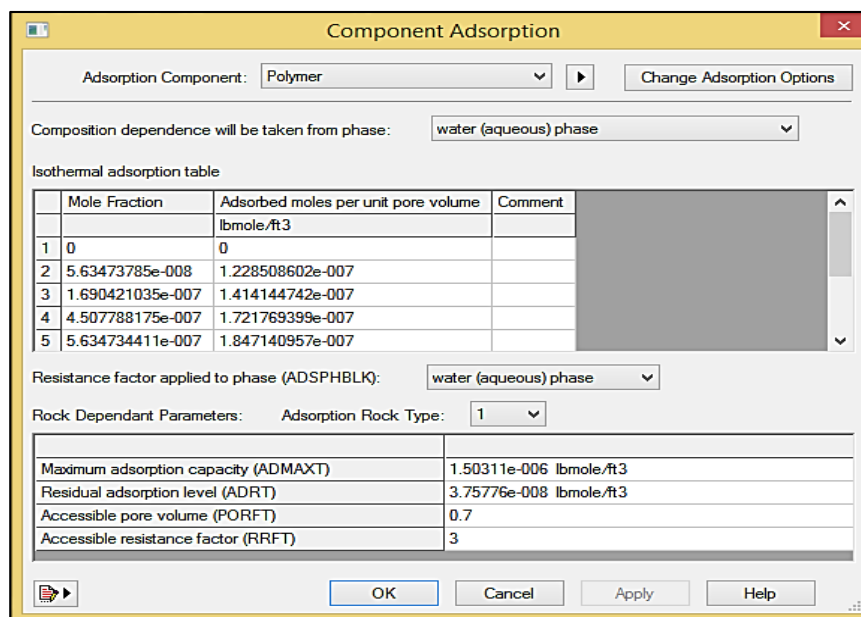 Component Adsorption
Adsorption Component: Polymer Change Adsorption Options
Composition dependence will be taken from phase: water (aqueous) phase
Isothermal adsorption table
Mole Fraction Adsorbed moles per unit pore volume Comment
lbmole/ft3
1 0 0
2 5.63473785e-008 1.228508602e-007
3 1.690421035e-007 1.414144742e-007
4 4.507788175e-007 1.721769399e-007
5 5.634734411e-007 1.847140957e-007
Resistance factor applied to phase (ADSPHBLK): water (aqueous) phase
Rock Dependant Parameters: Adsorption Rock Type: 1
Maximum adsorption capacity (ADMAXT) 1.50311e-006 lbmole/ft3
Residual adsorption level (ADRT) 3.75776e-008 lbmole/ft3
Accessible pore volume (PORFT) 0.7
Accessible resistance factor (RRFT) 3
OK Cancel Apply Help